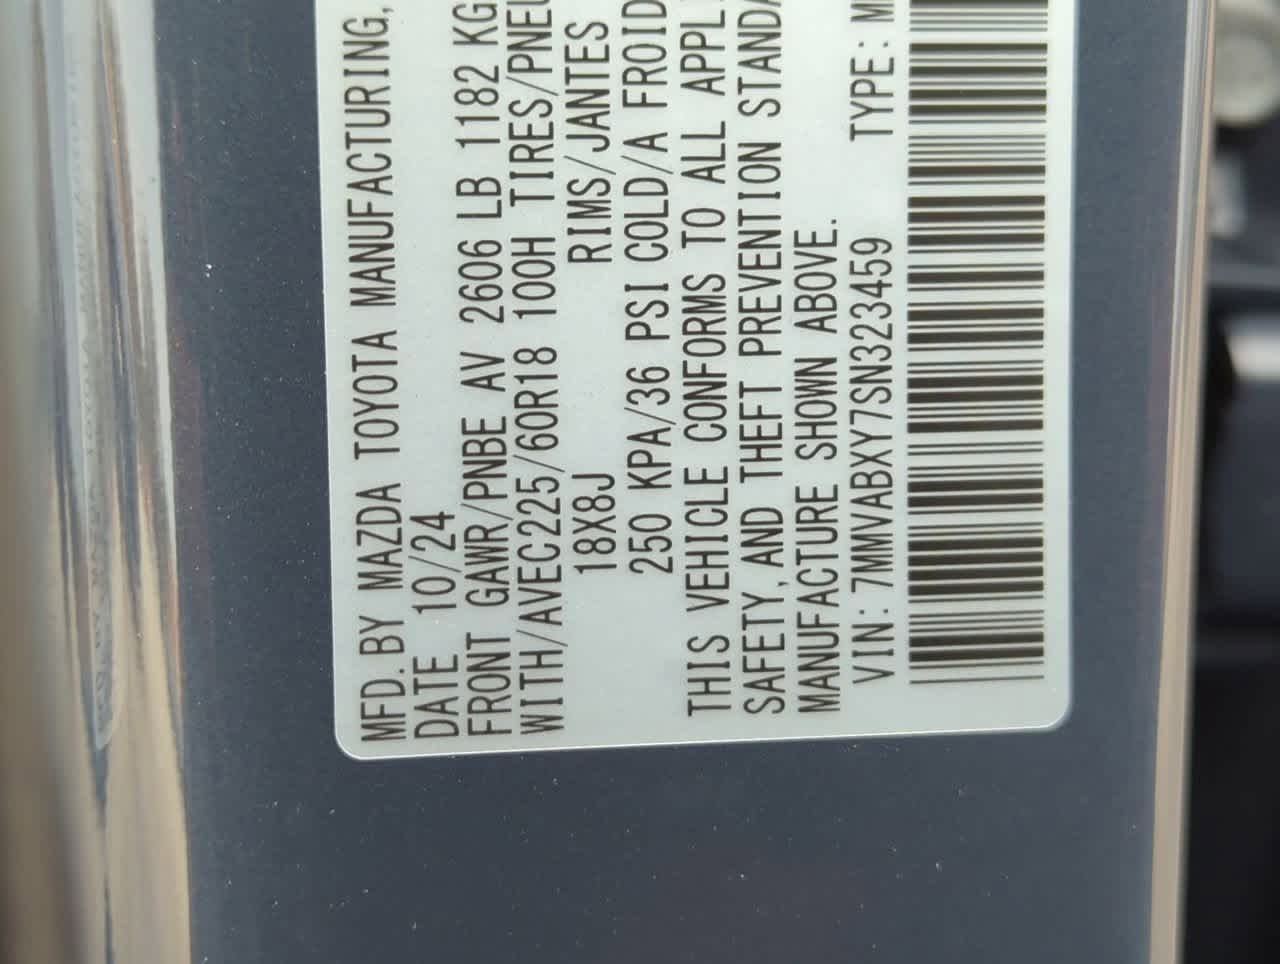 MFD.BY MAZDA TOYOTA MANUFACTURING,
DATE 10/24
FRONT GAWR/PNBE AV 2606 LB 1182 KG
WITH/AVEC225/60R18 100H TIRES/PNEU
18X8J RIMS/JANTES
250 KPA/36 PSI COLD/A FROID
THIS VEHICLE CONFORMS TO ALL APPLI
SAFETY,AND THEFT PREVENTION STANDA
MANUFACTURE SHOWN ABOVE.
VIN:7MMVABXY7SN323459 TYPE:M